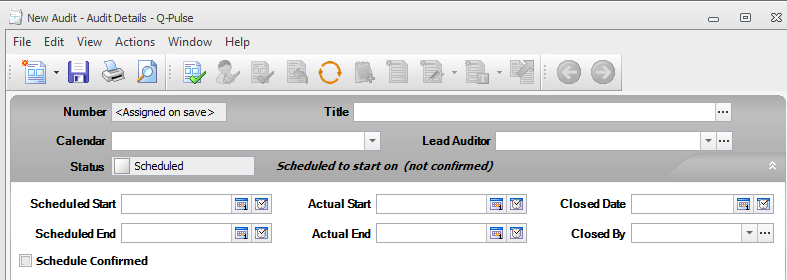 New Audit - Audit Details - Q-Pulse
File Edit View Actions Window Help
Number <Assigned on save> Title
Calendar Lead Auditor
Status Scheduled Scheduled to start on (not confirmed)
Scheduled Start Actual Start Closed Date
Scheduled End Actual End Closed By
Schedule Confirmed